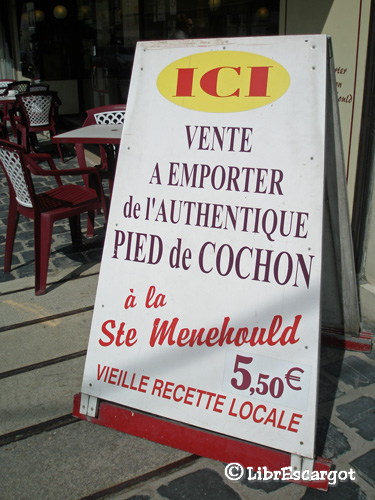 ICI
VENTE
A EMPORTER
de l'AUTHENTIQUE
PIED de COCHON
à la
Ste Menehould
5,50€
VIEILLE RECETTE LOCALE
© LibrEscargot